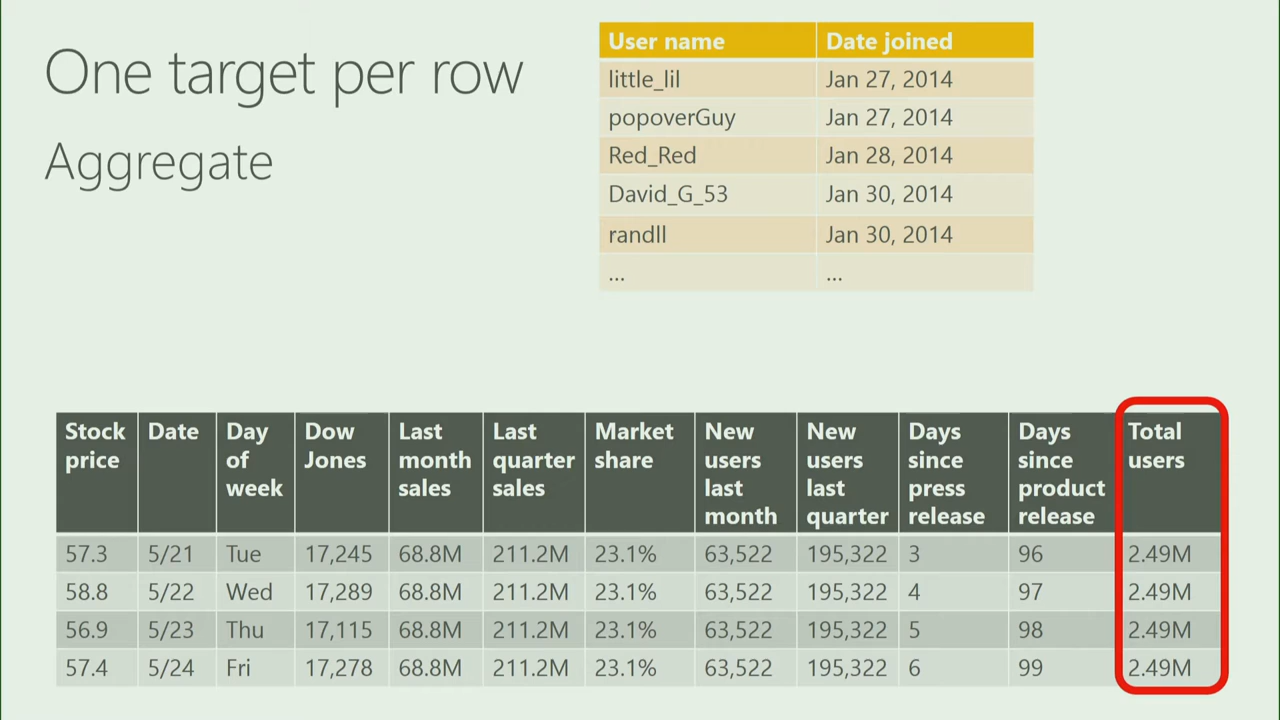 One target per row
Aggregate
User name Date joined
little_lil Jan 27, 2014
popoverGuy Jan 27, 2014
Red_Red Jan 28, 2014
David_G_53 Jan 30, 2014
randll Jan 30, 2014
... ...
Stock price Date Day of week Dow Jones Last month sales Last quarter sales Market share New users last month New users last quarter Days since press release Days since product release Total users
57.3 5/21 Tue 17,245 68.8M 211.2M 23.1% 63,522 195,322 3 96 2.49M
58.8 5/22 Wed 17,289 68.8M 211.2M 23.1% 63,522 195,322 4 97 2.49M
56.9 5/23 Thu 17,115 68.8M 211.2M 23.1% 63,522 195,322 5 98 2.49M
57.4 5/24 Fri 17,278 68.8M 211.2M 23.1% 63,522 195,322 6 99 2.49M